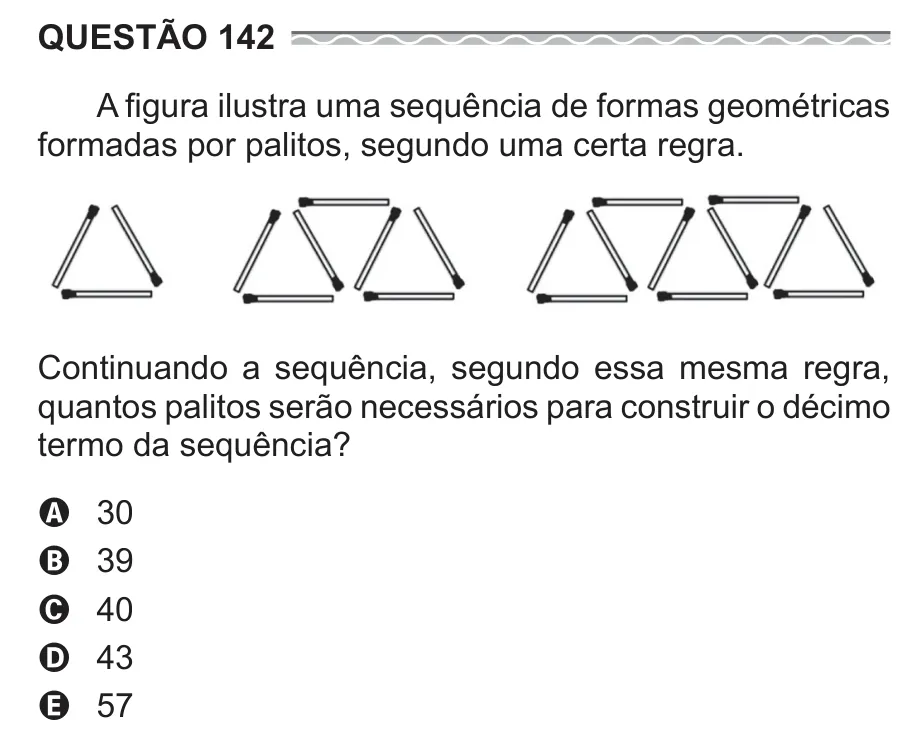 QUESTÃO 142
A figura ilustra uma sequência de formas geométricas
formadas por palitos, segundo uma certa regra.
Continuando a sequência, segundo essa mesma regra,
quantos palitos serão necessários para construir o décimo
termo da sequência?
A 30
B 39
C 40
D 43
E 57